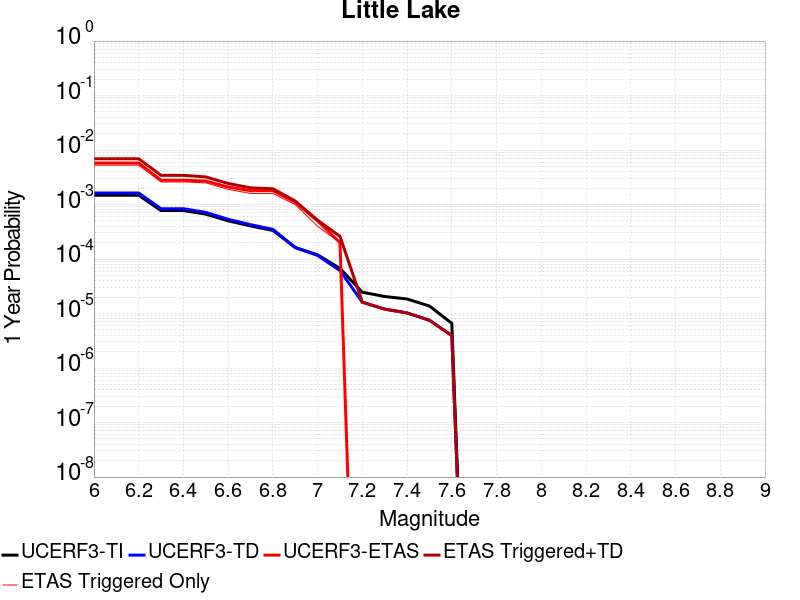 Little Lake
10^0
10^-1
10^-2
10^-3
10^-4
10^-5
10^-6
10^-7
10^-8
1 Year Probability
6 6.2 6.4 6.6 6.8 7 7.2 7.4 7.6 7.8 8 8.2 8.4 8.6 8.8 9
Magnitude
UCERF3-TI UCERF3-TD UCERF3-ETAS ETAS Triggered+TD
ETAS Triggered Only